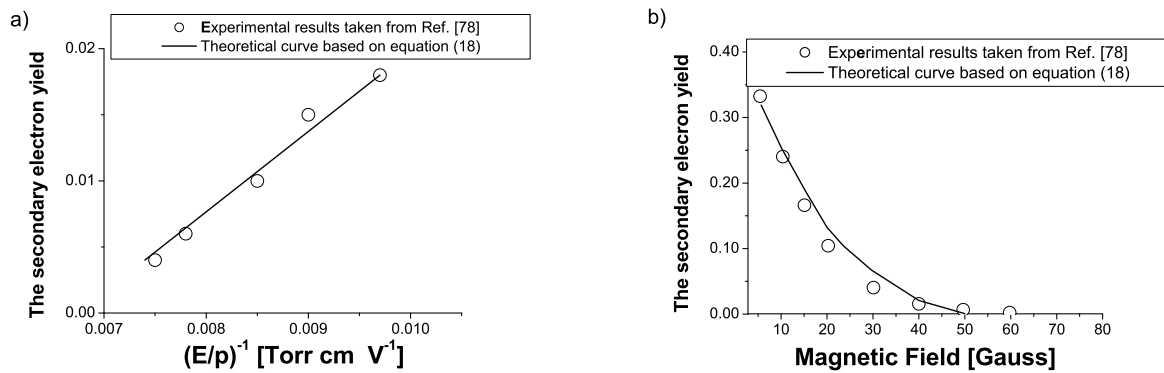 a)
Experimental results taken from Ref. [78]
Theoretical curve based on equation (18)
The secondary electron yield
0.02
0.01
0.00
0.007 0.008 0.009 0.010
(E/p)-1 [Torr cm V-1]
b)
Experimental results taken from Ref. [78]
Theoretical curve based on equation (18)
The secondary elecron yield
0.40
0.30
0.20
0.10
0.00
10 20 30 40 50 60 70 80
Magnetic Field [Gauss]